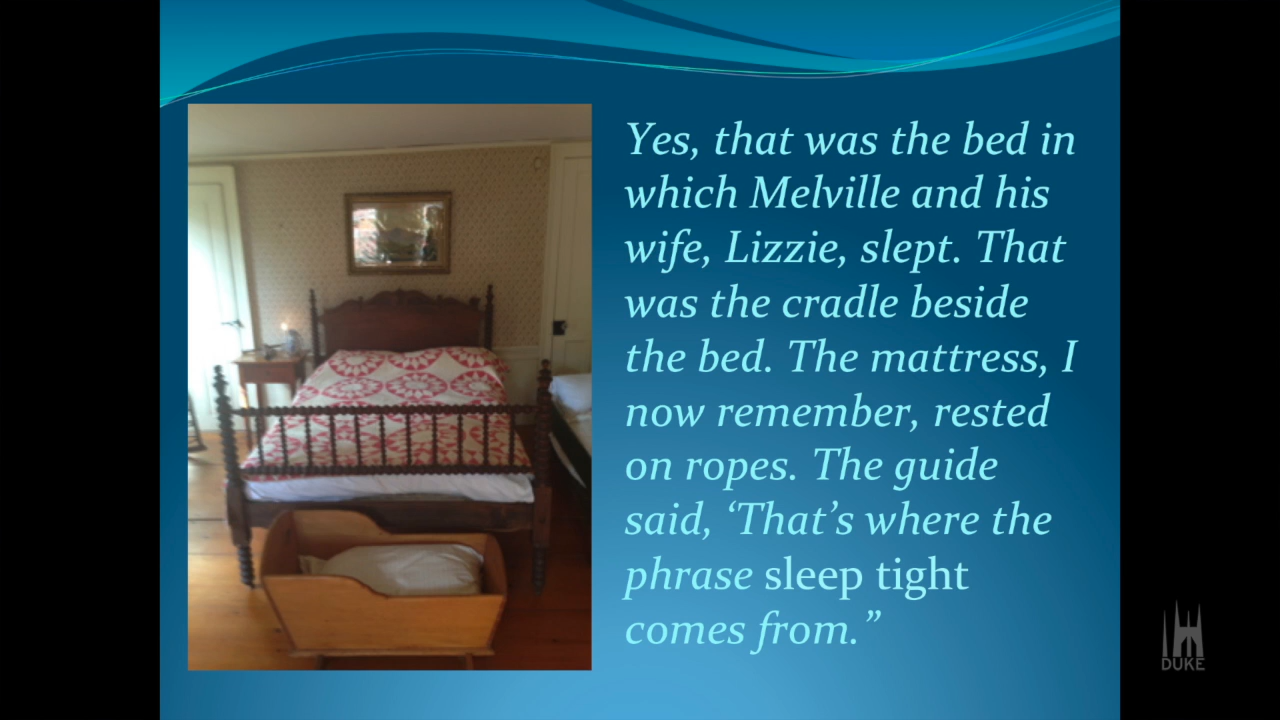 Yes, that was the bed in
which Melville and his
wife, Lizzie, slept. That
was the cradle beside
the bed. The mattress, I
now remember, rested
on ropes. The guide
said, ‘That’s where the
phrase sleep tight
comes from.”
DUKE